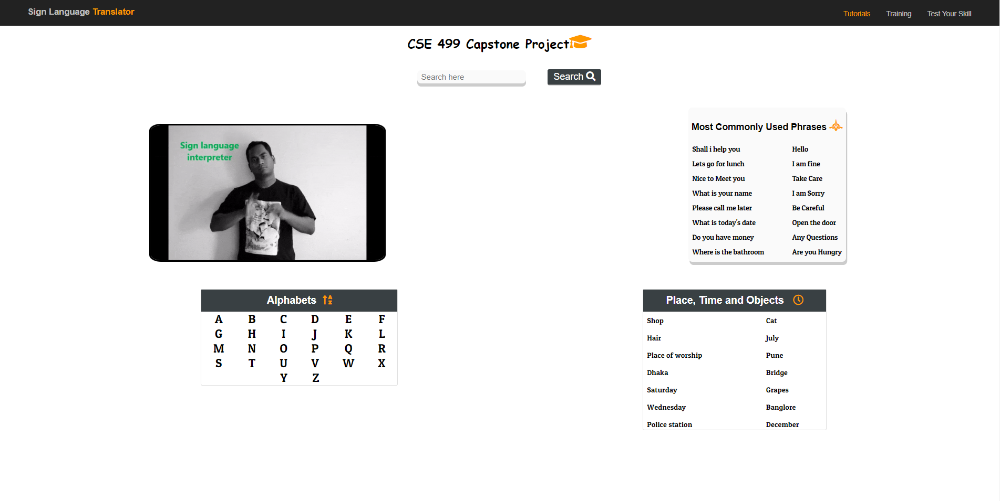 Sign Language Translator
Tutorials Training Test Your Skill
CSE 499 Capstone Project
Search here
Search
Sign language
interpreter
Most Commonly Used Phrases
Shall i help you Hello
Lets go for lunch I am fine
Nice to Meet you Take Care
What is your name I am Sorry
Please call me later Be Careful
What is today's date Open the door
Do you have money Any Questions
Where is the bathroom Are you Hungry
Alphabets
A B C D E F
G H I J K L
M N O P Q R
S T U V W X
Y Z
Place, Time and Objects
Shop Cat
Hair July
Place of worship Pune
Dhaka Bridge
Saturday Grapes
Wednesday Banglore
Police station December